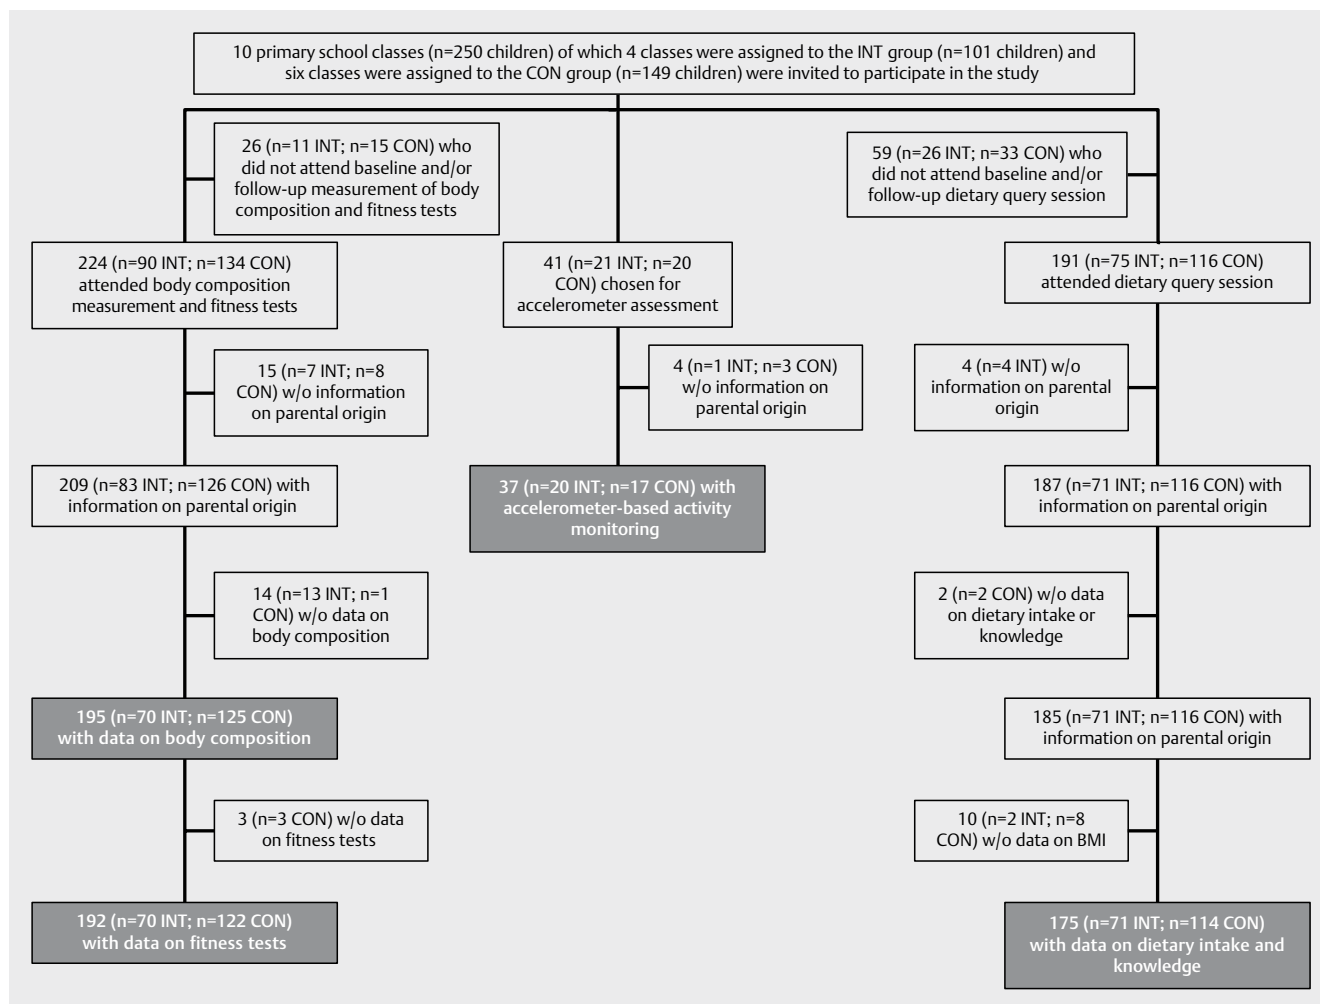 10 primary school classes (n=250 children) of which 4 classes were assigned to the INT group (n=101 children) and
six classes were assigned to the CON group (n=149 children) were invited to participate in the study
26 (n=11 INT; n=15 CON) who
did not attend baseline and/or
follow-up measurement of body
composition and fitness tests
59 (n=26 INT; n=33 CON) who
did not attend baseline and/or
follow-up dietary query session
224 (n=90 INT; n=134 CON)
attended body composition
measurement and fitness tests
41 (n=21 INT; n=20
CON) chosen for
accelerometer assessment
191 (n=75 INT; n=116 CON)
attended dietary query session
15 (n=7 INT; n=8
CON) w/o information
on parental origin
4 (n=1 INT; n=3 CON)
w/o information on
parental origin
4 (n=4 INT) w/o
information on parental
origin
209 (n=83 INT; n=126 CON) with
information on parental origin
37 (n=20 INT; n=17 CON) with
accelerometer-based activity
monitoring
187 (n=71 INT; n=116 CON) with
information on parental origin
14 (n=13 INT; n=1
CON) w/o data on
body composition
2 (n=2 CON) w/o data
on dietary intake or
knowledge
195 (n=70 INT; n=125 CON)
with data on body composition
185 (n=71 INT; n=116 CON) with
information on parental origin
3 (n=3 CON) w/o data
on fitness tests
10 (n=2 INT; n=8
CON) w/o data on BMI
192 (n=70 INT; n=122 CON)
with data on fitness tests
175 (n=71 INT; n=114 CON)
with data on dietary intake and
knowledge